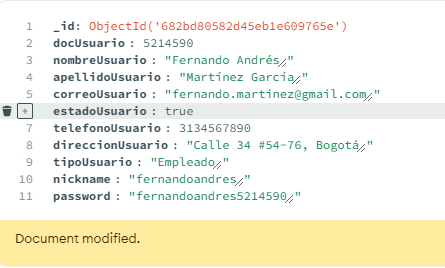 1 _id: ObjectId('682bd80582d45eb1e609765e')
2 docUsuario : 5214590
3 nombreUsuario : "Fernando Andrés"
4 apellidoUsuario : "Martínez García"
5 correoUsuario : "fernando.martinez@gmail.com"
+ estadoUsuario : true
7 telefonoUsuario : 3134567890
8 direccionUsuario : "Calle 34 #54-76, Bogotá"
9 tipoUsuario : "Empleado"
10 nickname : "fernandoandres"
11 password : "fernandoandres5214590"
Document modified.